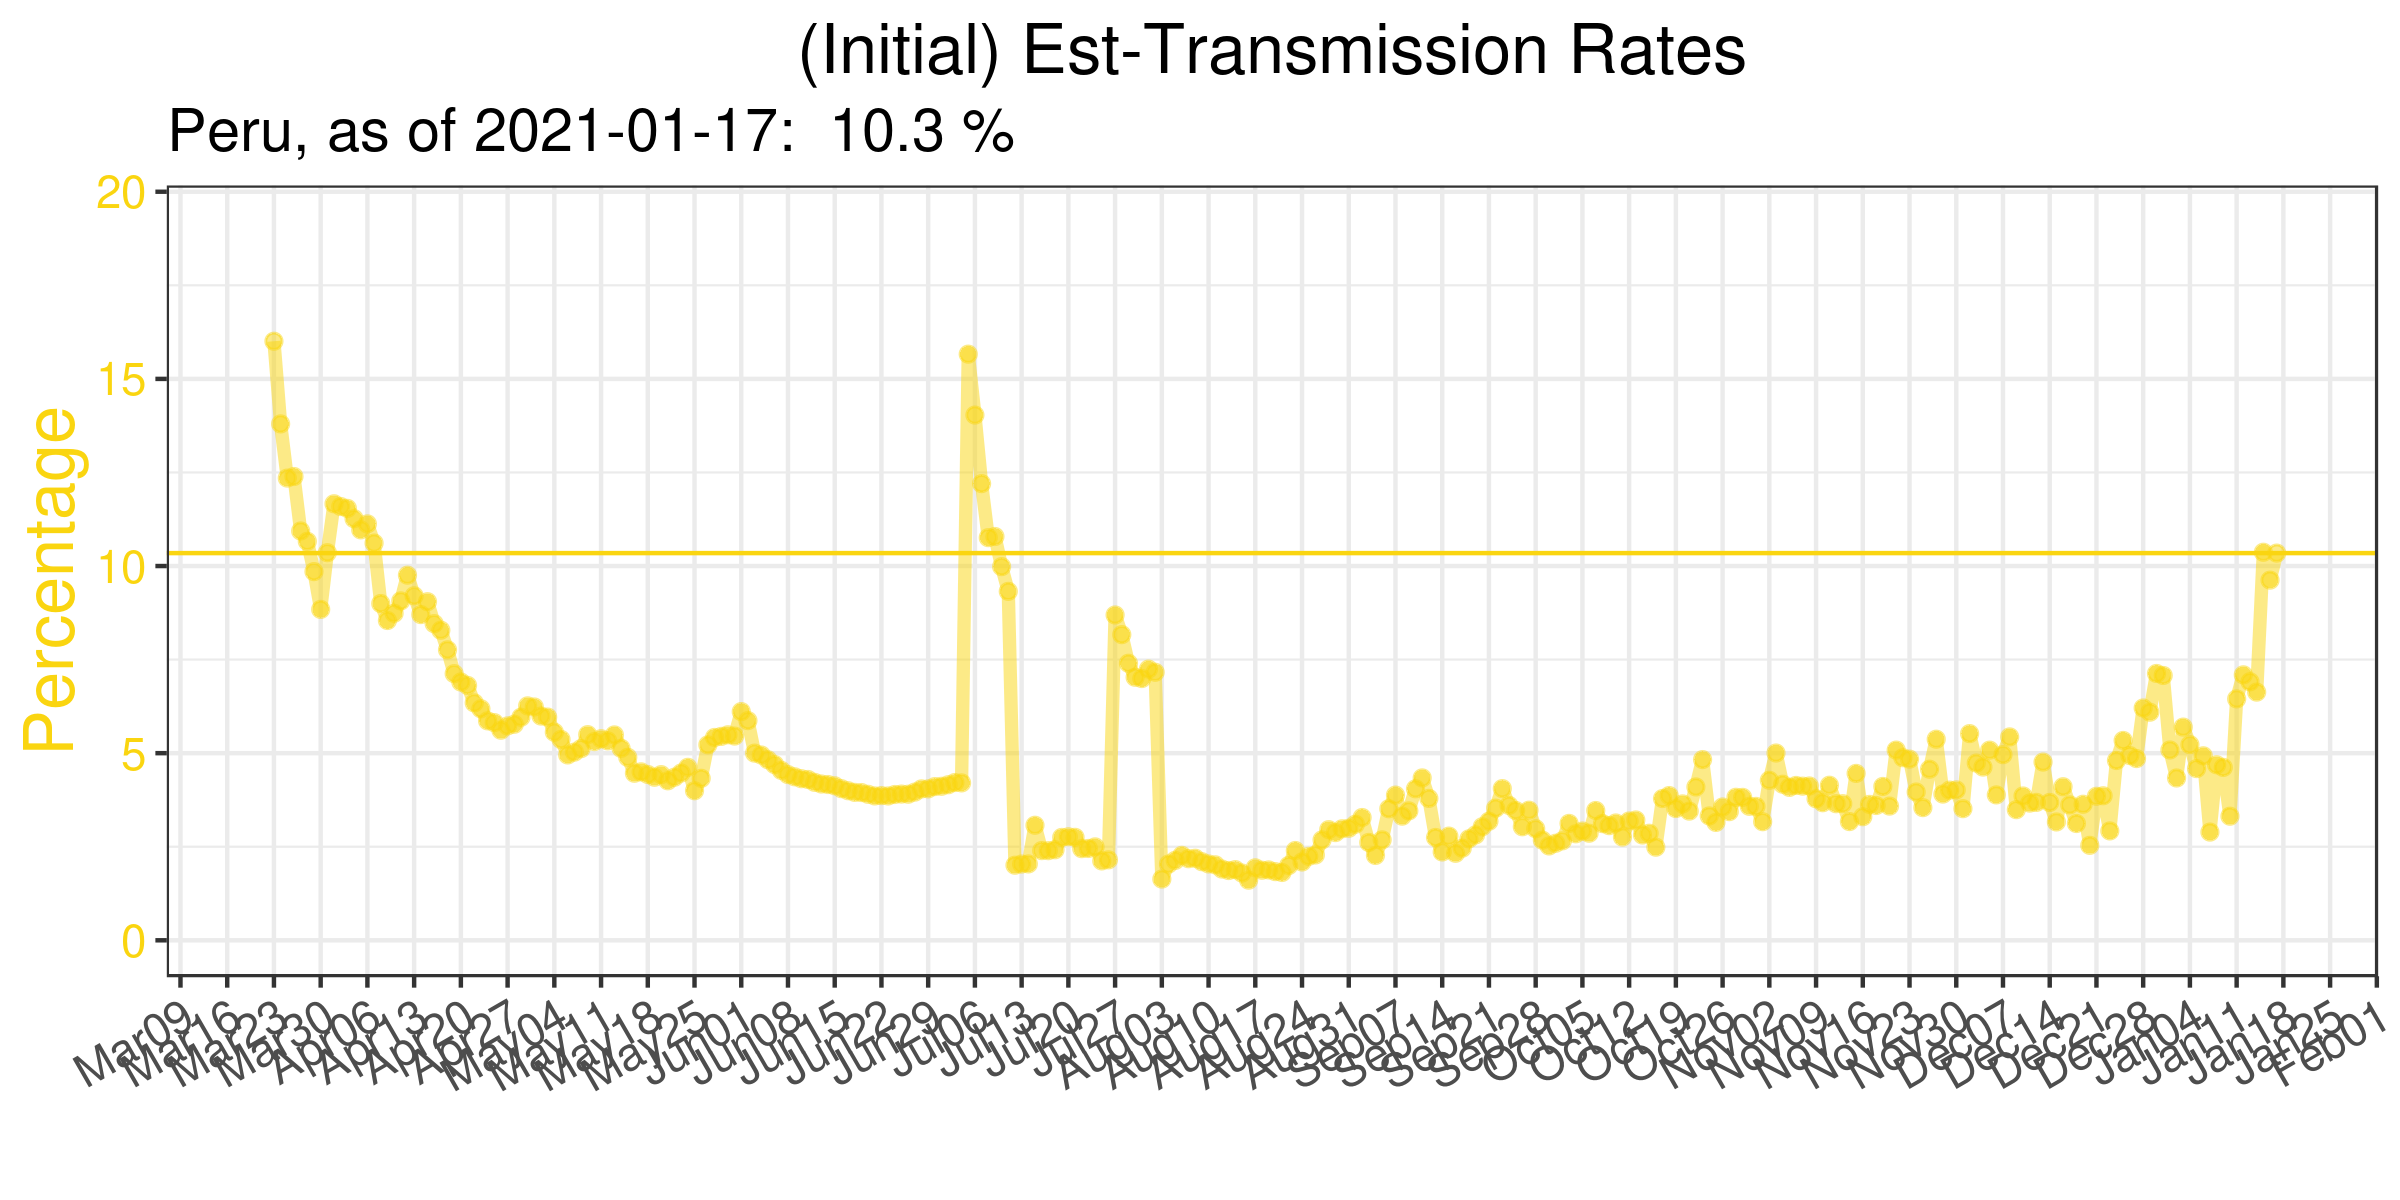 (Initial) Est-Transmission Rates
Peru, as of 2021-01-17: 10.3 %
Percentage
20
15
10
5
0
Mar09
Mar16
Mar23
Mar30
Apr06
Apr13
Apr20
Apr27
May04
May11
May18
May25
Jun01
Jun08
Jun15
Jun22
Jun29
Jul06
Jul13
Jul20
Jul27
Aug03
Aug10
Aug17
Aug24
Aug31
Sep07
Sep14
Sep21
Sep28
Oct05
Oct12
Oct19
Oct26
Nov02
Nov09
Nov16
Nov23
Nov30
Dec07
Dec14
Dec21
Dec28
Jan04
Jan11
Jan18
Jan25
Feb01